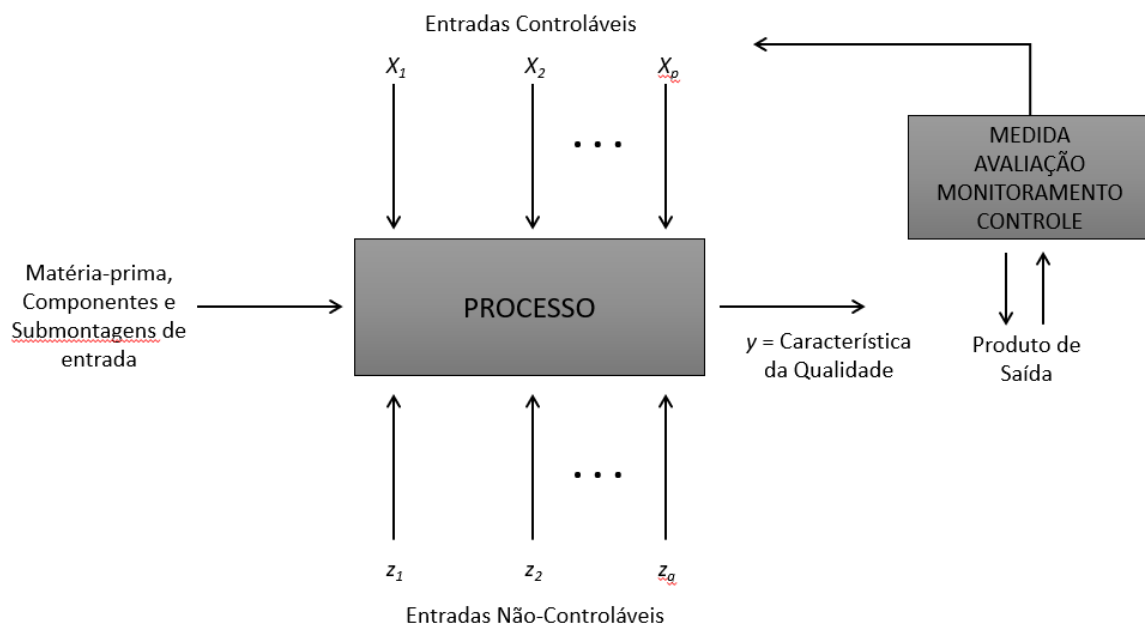 Entradas Controláveis
X1 X2 Xp
. . .
MEDIDA
AVALIAÇÃO
MONITORAMENTO
CONTROLE
Matéria-prima,
Componentes e
Submontagens de
entrada
PROCESSO
y = Característica
da Qualidade
Produto de
Saída
. . .
z1 z2 zq
Entradas Não-Controláveis